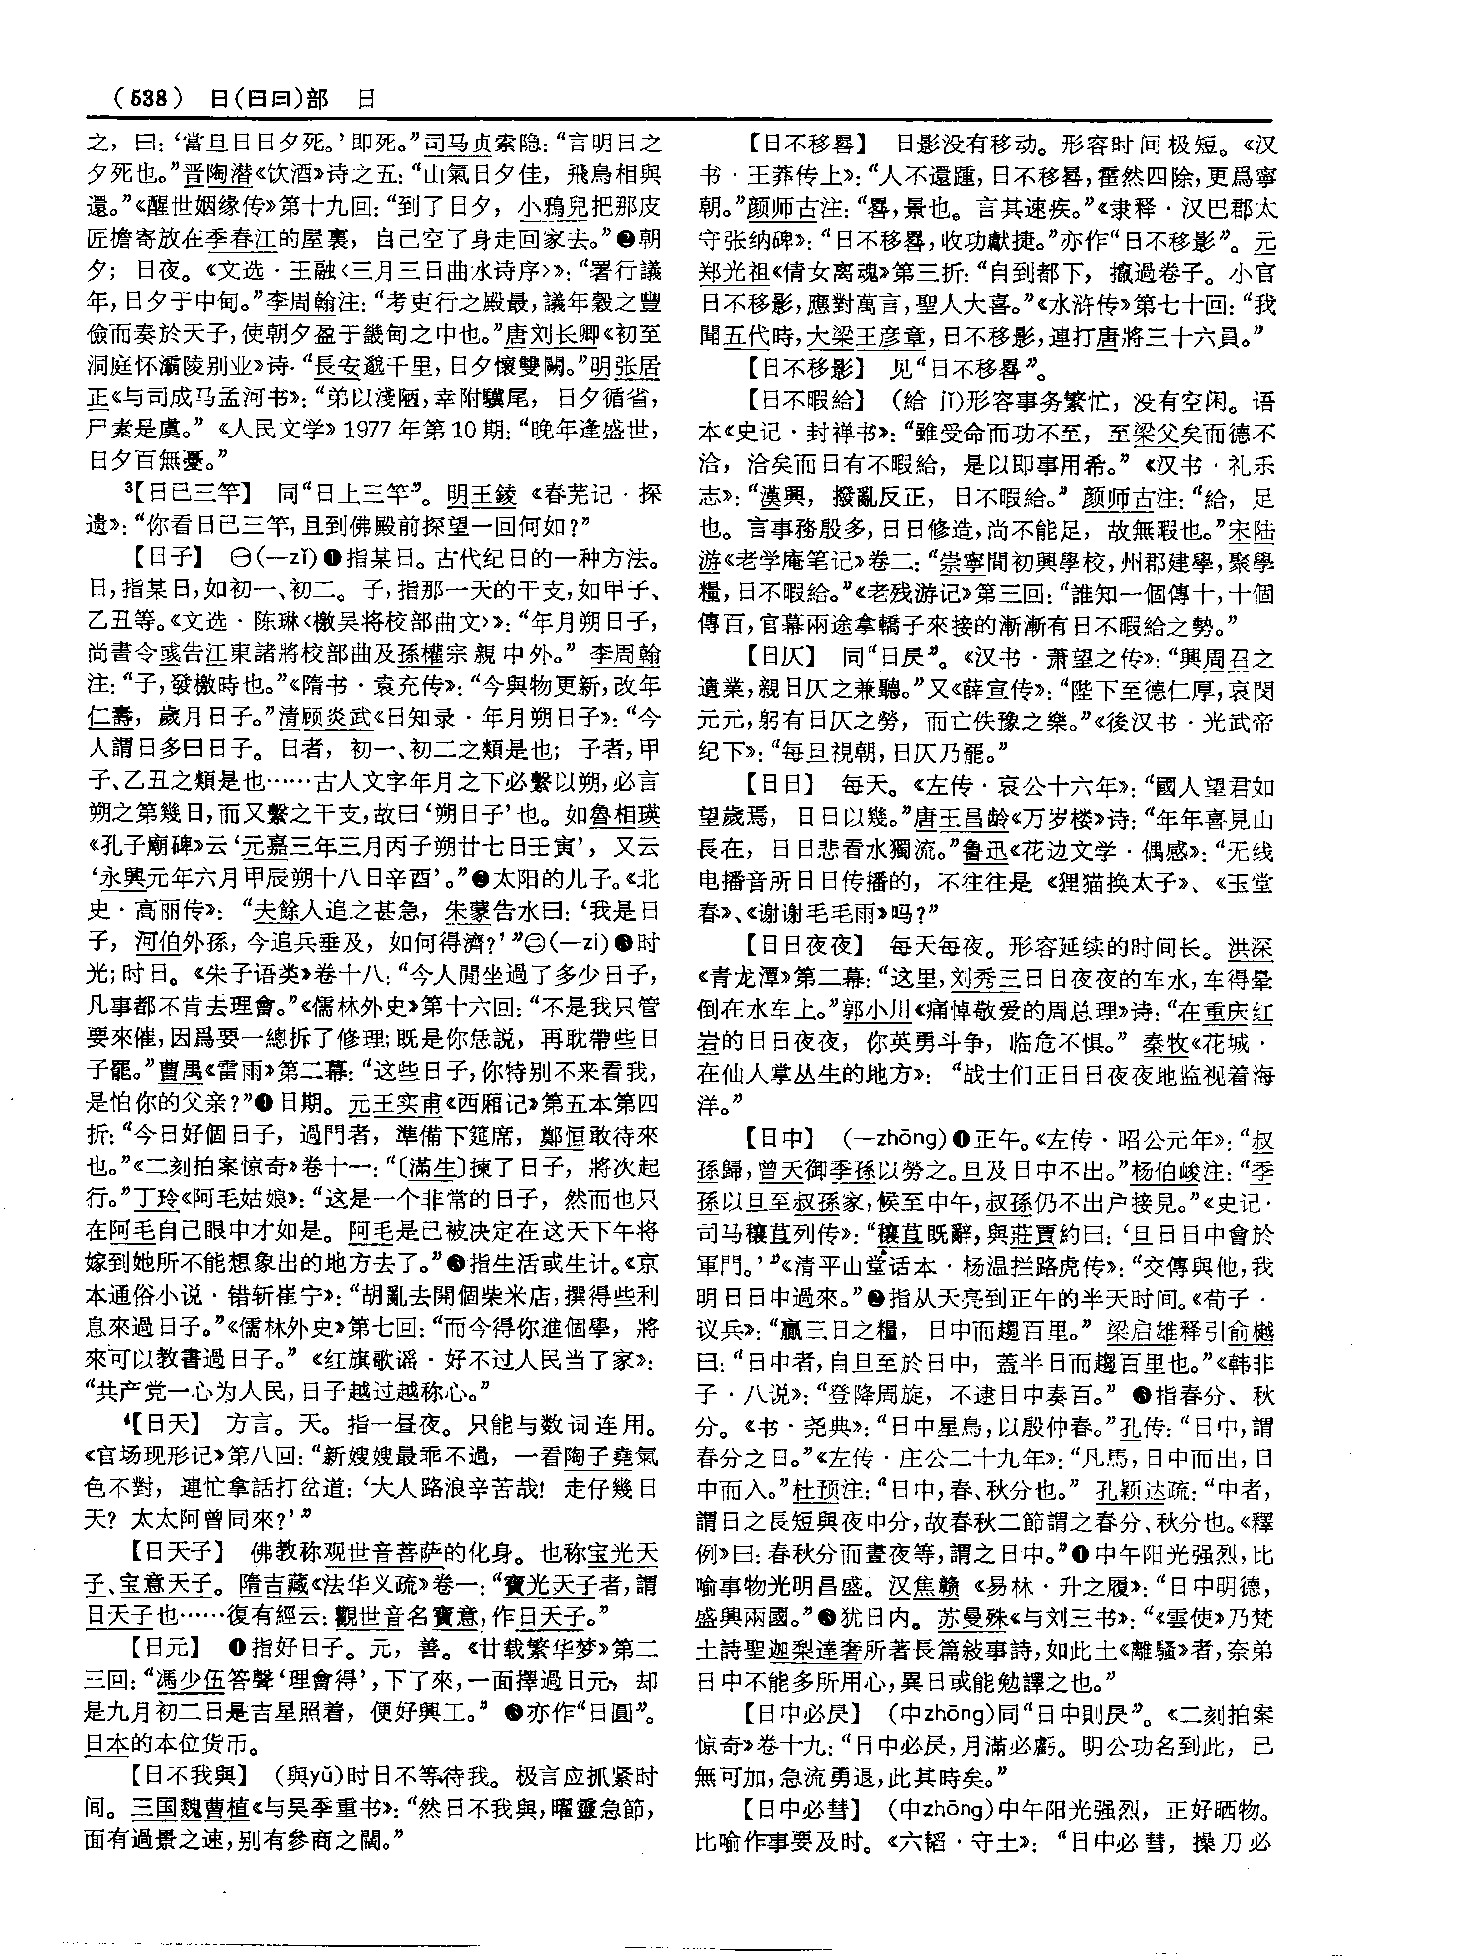 (538) 日(日曰)部 日
之，曰：‘當旦日日夕死。’即死。”司马贞索隐：“言明日之
夕死也。”晋陶潜《饮酒》诗之五：“山氣日夕佳，飛鳥相與
還。”《醒世姻缘传》第十九回：“到了日夕，小鴉兒把那皮
匠擔寄放在季春江的屋裏，自己空了身走回家去。”❷朝
夕；日夜。《文选·王融〈三月三日曲水诗序〉》：“署行議
年，日夕于中甸。”李周翰注：“考吏行之殿最，議年穀之豐
儉而奏於天子，使朝夕盈于畿甸之中也。”唐刘长卿《初至
洞庭怀灞陵别业》诗：“長安邈千里，日夕懷雙闕。”明张居
正《与司成马孟河书》：“弟以淺陋，幸附驥尾，日夕循省，
尸素是虞。”《人民文学》1977年第10期：“晚年逢盛世，
日夕百無憂。”
³【日已三竿】 同“日上三竿”。明王錂《春芜记·探
遗》：“你看日已三竿，且到佛殿前探望一回何如？”
【日子】 ㊀(—zǐ)❶指某日。古代纪日的一种方法。
日，指某日，如初一、初二。子，指那一天的干支，如甲子、
乙丑等。《文选·陈琳〈檄吴将校部曲文〉》：“年月朔日子，
尚書令彧告江東諸將校部曲及孫權宗親中外。”李周翰
注：“子，發檄時也。”《隋书·袁充传》：“今與物更新，改年
仁壽，歲月日子。”清顾炎武《日知录·年月朔日子》：“今
人謂日多曰日子。日者，初一、初二之類是也；子者，甲
子、乙丑之類是也……古人文字年月之下必繫以朔，必言
朔之第幾日，而又繫之干支，故曰‘朔日子’也。如魯相瑛
《孔子廟碑》云‘元嘉三年三月丙子朔廿七日壬寅’，又云
‘永興元年六月甲辰朔十八日辛酉’。”❷太阳的儿子。《北
史·高丽传》：“夫餘人追之甚急，朱蒙告水曰：‘我是日
子，河伯外孫，今追兵垂及，如何得濟？’”㊁(—zi)❸时
光；时日。《朱子语类》卷十八：“今人閒坐過了多少日子，
凡事都不肯去理會。”《儒林外史》第十六回：“不是我只管
要來催，因爲要一總拆了修理；既是你恁説，再耽帶些日
子罷。”曹禺《雷雨》第二幕：“这些日子，你特别不来看我，
是怕你的父亲？”❹日期。元王实甫《西厢记》第五本第四
折：“今日好個日子，過門者，準備下筵席，鄭恒敢待來
也。”《二刻拍案惊奇》卷十一：“〔滿生〕揀了日子，將次起
行。”丁玲《阿毛姑娘》：“这是一个非常的日子，然而也只
在阿毛自己眼中才如是。阿毛是已被决定在这天下午将
嫁到她所不能想象出的地方去了。”❺指生活或生计。《京
本通俗小说·错斩崔宁》：“胡亂去開個柴米店，撰得些利
息來過日子。”《儒林外史》第七回：“而今得你進個學，將
來可以教書過日子。”《红旗歌谣·好不过人民当了家》：
“共产党一心为人民，日子越过越称心。”
⁴【日天】 方言。天。指一昼夜。只能与数词连用。
《官场现形记》第八回：“新嫂嫂最乖不過，一看陶子堯氣
色不對，連忙拿話打岔道：‘大人路浪辛苦哉！走仔幾日
天？太太阿曾同來？’”
【日天子】 佛教称观世音菩萨的化身。也称宝光天
子、宝意天子。隋吉藏《法华义疏》卷一：“寶光天子者，謂
日天子也……復有經云：觀世音名寶意，作日天子。”
【日元】 ❶指好日子。元，善。《廿载繁华梦》第二
三回：“馮少伍答聲‘理會得’，下了來，一面擇過日元，却
是九月初二日是吉星照着，便好興工。”❷亦作“日圓”。
日本的本位货币。
【日不我與】 (與yǔ)时日不等待我。极言应抓紧时
间。三国魏曹植《与吴季重书》：“然日不我與，曜靈急節，
面有過景之速，别有參商之闊。”
【日不移晷】 日影没有移动。形容时间极短。《汉
书·王莽传上》：“人不還踵，日不移晷，霍然四除，更爲寧
朝。”颜师古注：“晷，景也。言其速疾。”《隶释·汉巴郡太
守张纳碑》：“日不移晷，收功獻捷。”亦作“日不移影”。元
郑光祖《倩女离魂》第三折：“自到都下，攛過卷子。小官
日不移影，應對萬言，聖人大喜。”《水浒传》第七十回：“我
聞五代時，大梁王彦章，日不移影，連打唐將三十六員。”
【日不移影】 见“日不移晷”。
【日不暇給】 (給 jǐ)形容事务繁忙，没有空闲。语
本《史记·封禅书》：“雖受命而功不至，至梁父矣而德不
洽，洽矣而日有不暇給，是以即事用希。”《汉书·礼乐
志》：“漢興，撥亂反正，日不暇給。”颜师古注：“給，足
也。言事務殷多，日日修造，尚不能足，故無暇也。”宋陆
游《老学庵笔记》卷二：“崇寧間初興學校，州郡建學，聚學
糧，日不暇給。”《老残游记》第三回：“誰知一個傳十，十個
傳百，官幕兩途拿轎子來接的漸漸有日不暇給之勢。”
【日仄】 同“日昃”。《汉书·萧望之传》：“興周召之
遺業，親日仄之兼聽。”又《薛宣传》：“陛下至德仁厚，哀閔
元元，躬有日仄之勞，而亡佚豫之樂。”《後汉书·光武帝
纪下》：“每旦視朝，日仄乃罷。”
【日日】 每天。《左传·哀公十六年》：“國人望君如
望歲焉，日日以幾。”唐王昌龄《万岁楼》诗：“年年喜見山
長在，日日悲看水獨流。”鲁迅《花边文学·偶感》：“无线
电播音所日日传播的，不往往是《狸猫换太子》、《玉堂
春》、《谢谢毛毛雨》吗？”
【日日夜夜】 每天每夜。形容延续的时间长。洪深
《青龙潭》第二幕：“这里，刘秀三日日夜夜的车水，车得晕
倒在水车上。”郭小川《痛悼敬爱的周总理》诗：“在重庆红
岩的日日夜夜，你英勇斗争，临危不惧。”秦牧《花城·
在仙人掌丛生的地方》：“战士们正日日夜夜地监视着海
洋。”
【日中】 (—zhōng)❶正午。《左传·昭公元年》：“叔
孫歸，曾夭御季孫以勞之。旦及日中不出。”杨伯峻注：“季
孫以旦至叔孫家，候至中午，叔孫仍不出户接見。”《史记·
司马穰苴列传》：“穰苴既辭，與莊賈約曰：‘旦日日中會於
軍門。’”《清平山堂话本·杨温拦路虎传》：“交傳與他，我
明日日中過來。”❷指从天亮到正午的半天时间。《荀子·
议兵》：“贏三日之糧，日中而趨百里。”梁启雄释引俞樾
曰：“日中者，自旦至於日中，蓋半日而趨百里也。”《韩非
子·八说》：“登降周旋，不逮日中奏百。”❸指春分、秋
分。《书·尧典》：“日中星鳥，以殷仲春。”孔传：“日中，謂
春分之日。”《左传·庄公二十九年》：“凡馬，日中而出，日
中而入。”杜预注：“日中，春、秋分也。”孔颖达疏：“中者，
謂日之長短與夜中分，故春秋二節謂之春分、秋分也。《釋
例》曰：春秋分而晝夜等，謂之日中。”❹中午阳光强烈，比
喻事物光明昌盛。汉焦赣《易林·升之履》：“日中明德，
盛興兩國。”❺犹日内。苏曼殊《与刘三书》：“《雲使》乃梵
土詩聖迦梨達奢所著長篇敍事詩，如此土《離騷》者，奈弟
日中不能多所用心，異日或能勉譯之也。”
【日中必昃】 (中zhōng)同“日中則昃”。《二刻拍案
惊奇》卷十九：“日中必昃，月滿必虧。明公功名到此，已
無可加，急流勇退，此其時矣。”
【日中必彗】 (中zhōng)中午阳光强烈，正好晒物。
比喻作事要及时。《六韬·守土》：“日中必彗，操刀必